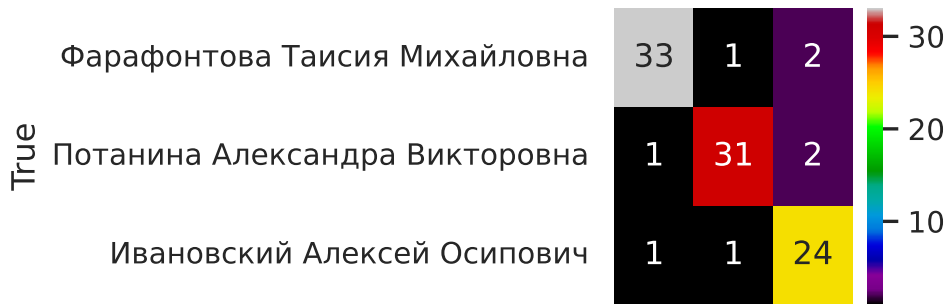 Фарафонтова Таисия Михайловна 33 1 2
Потанина Александра Викторовна 1 31 2
Ивановский Алексей Осипович 1 1 24
True
30
20
10